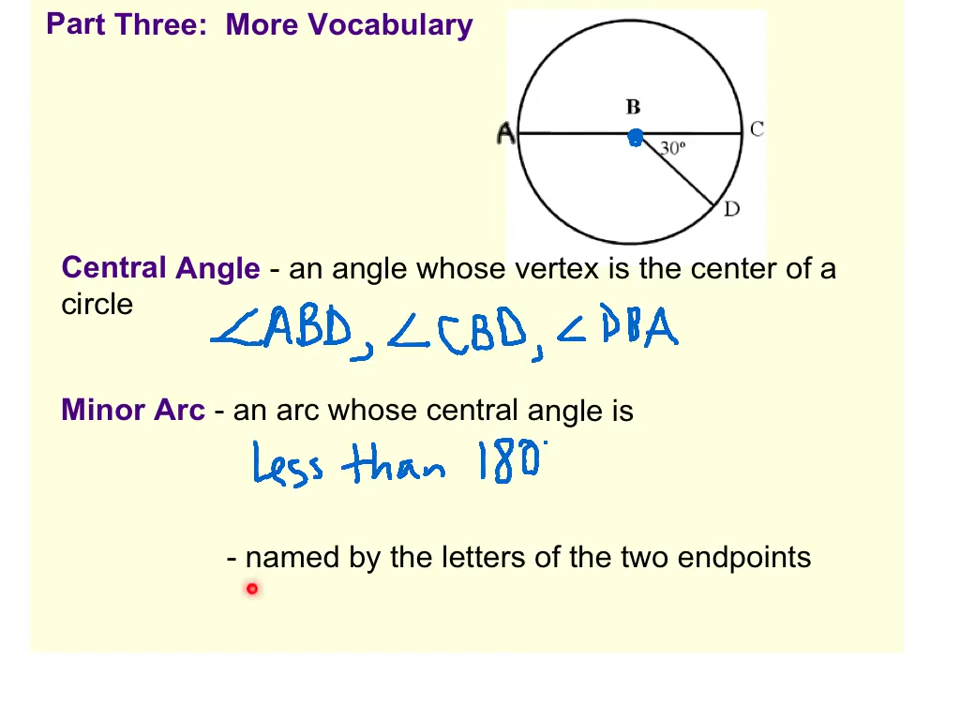 Part Three: More Vocabulary
B
A
C
30º
D
Central Angle - an angle whose vertex is the center of a
circle
∠ABD, ∠CBD, ∠DBA
Minor Arc - an arc whose central angle is
less than 180°
- named by the letters of the two endpoints